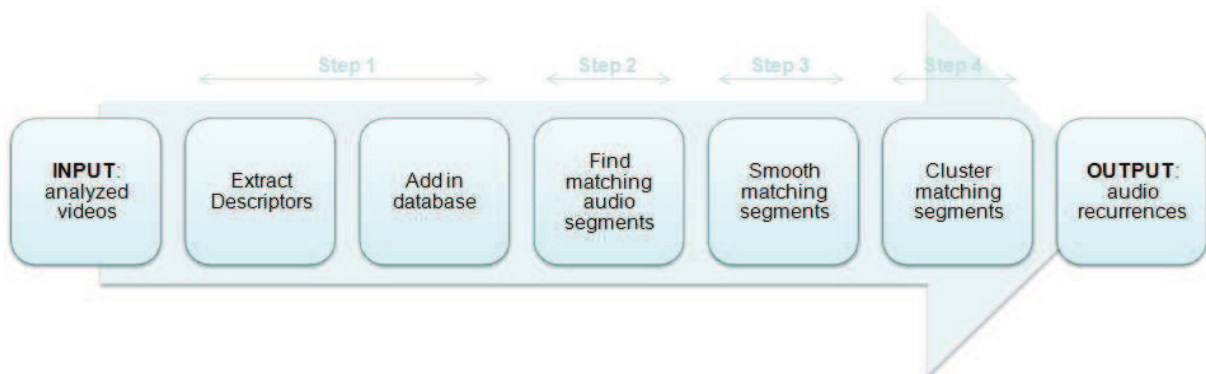 Step 1
Step 2
Step 3
Step 4
INPUT:
analyzed
videos
Extract
Descriptors
Add in
database
Find
matching
audio
segments
Smooth
matching
segments
Cluster
matching
segments
OUTPUT:
audio
recurrences